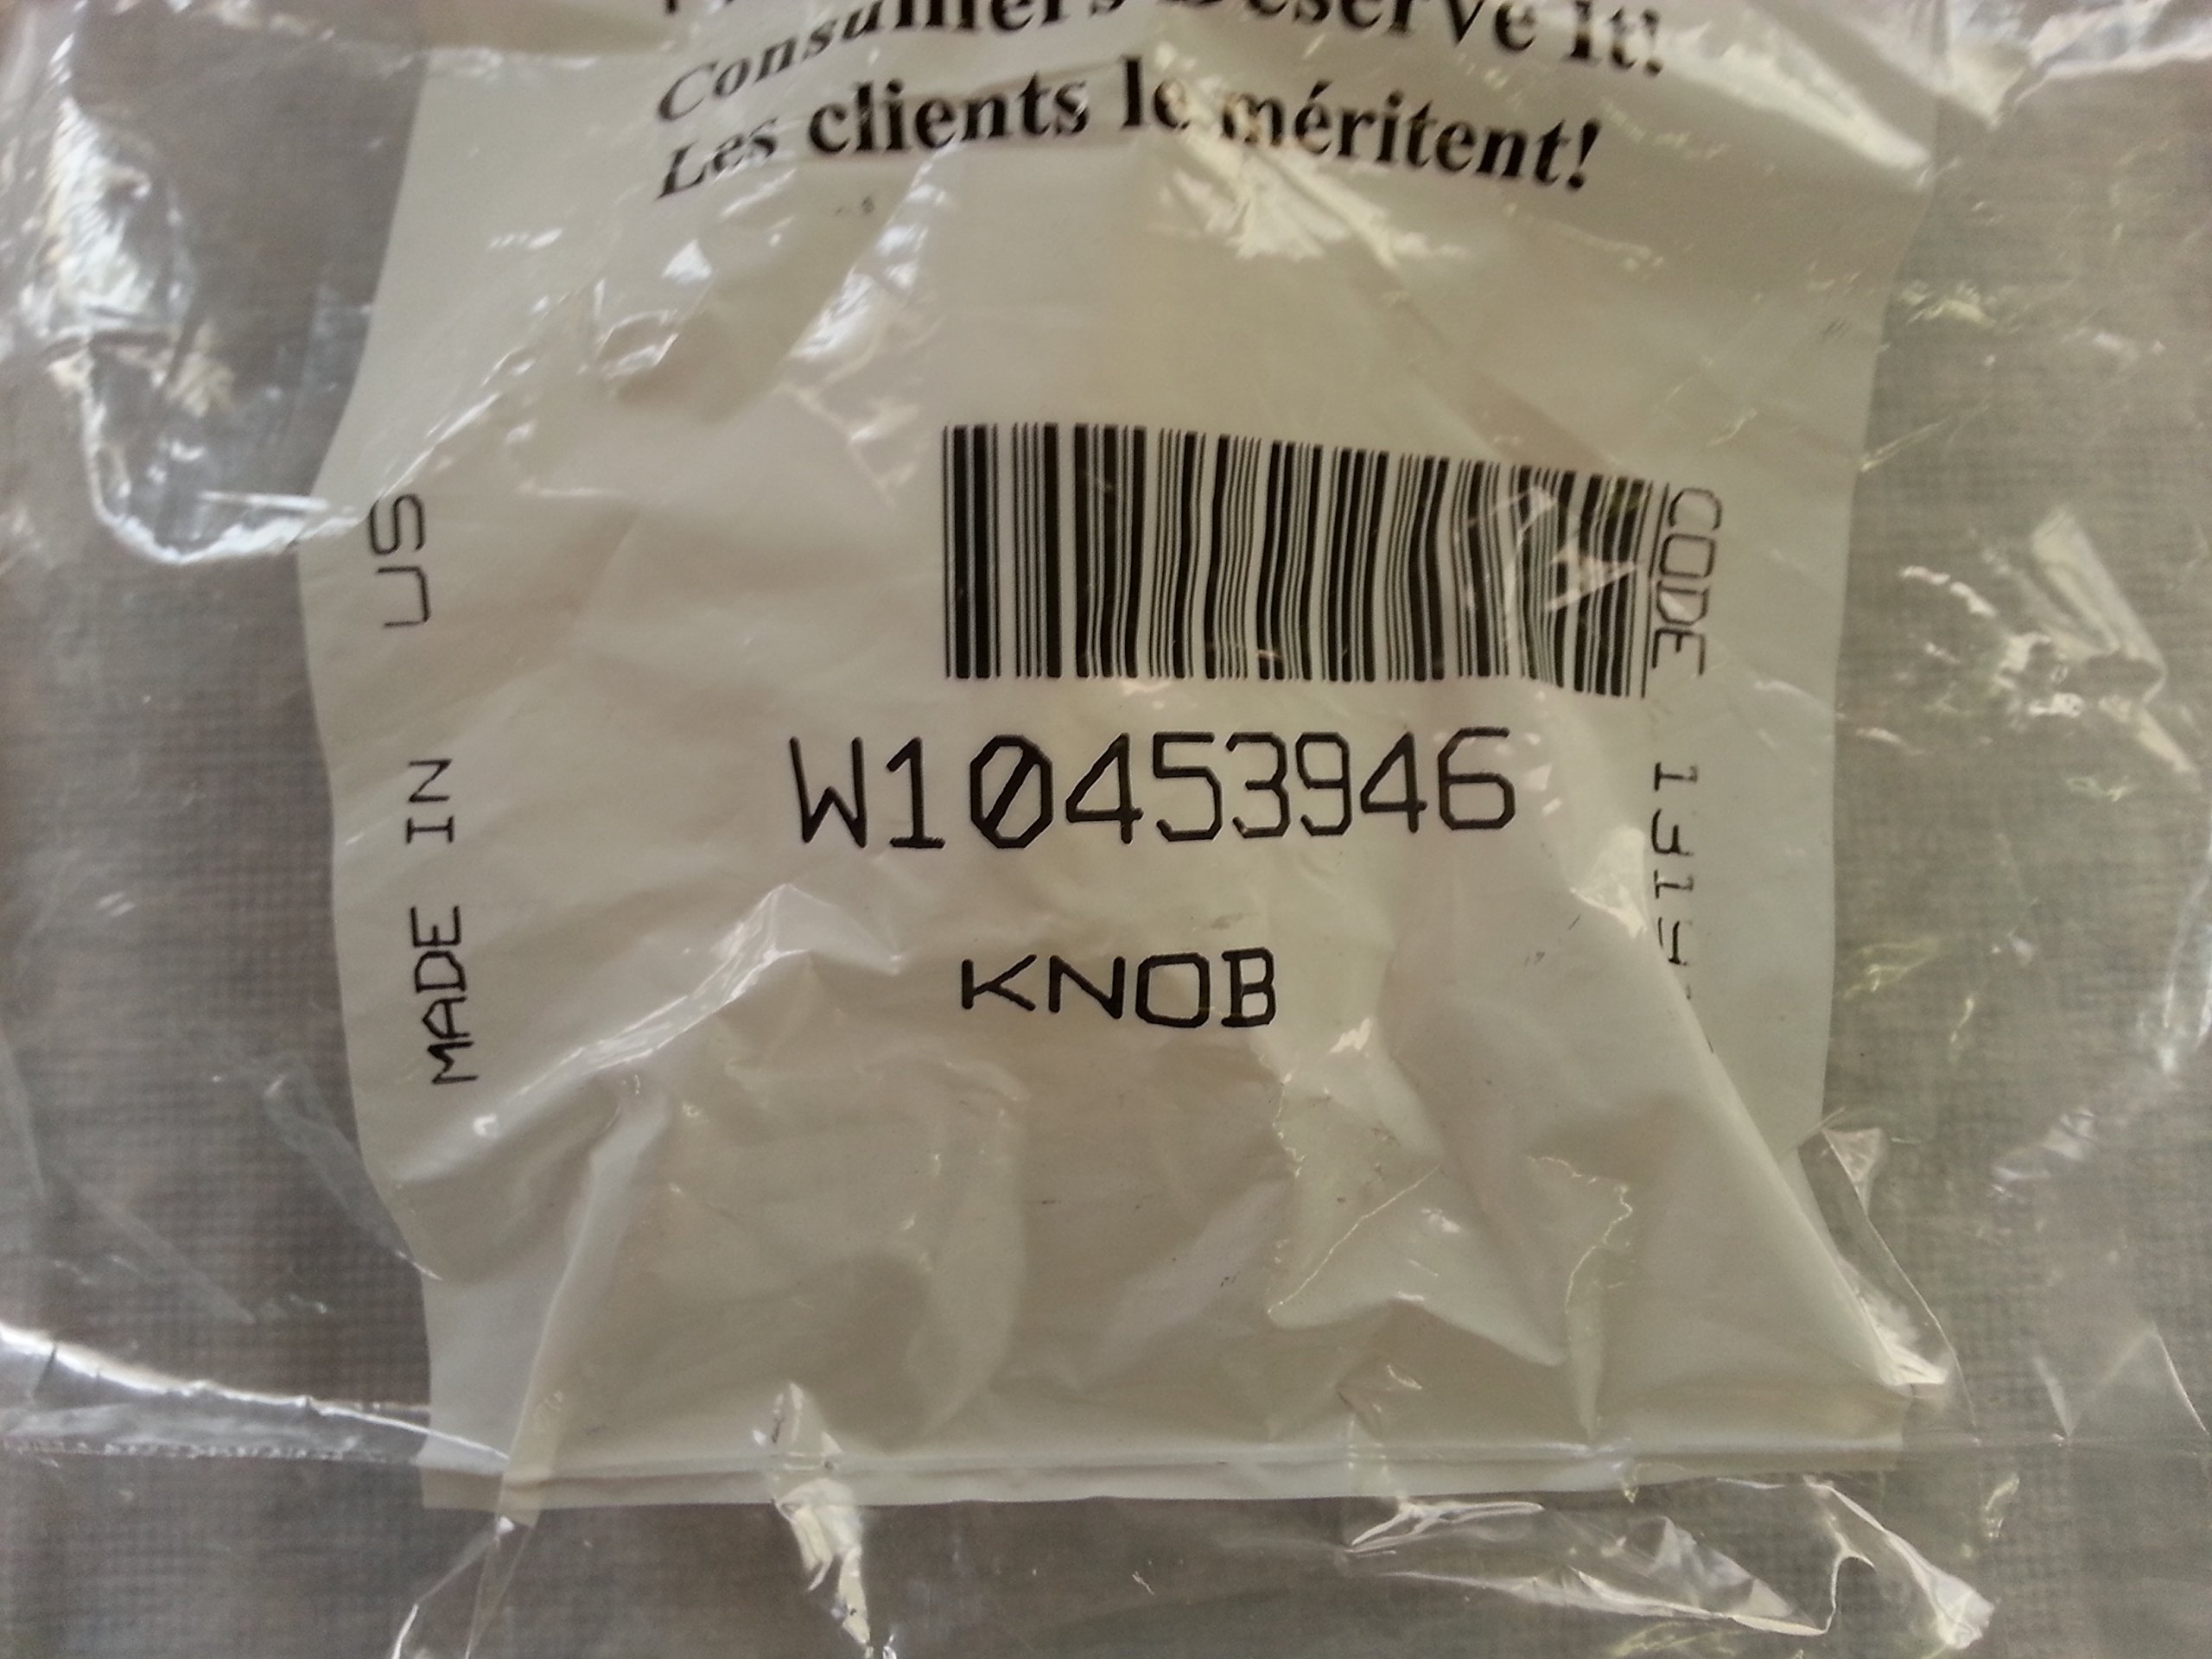 Consumers Deserve It!
Les clients le méritent!
MADE IN US
W10453946
KNOB
CODE